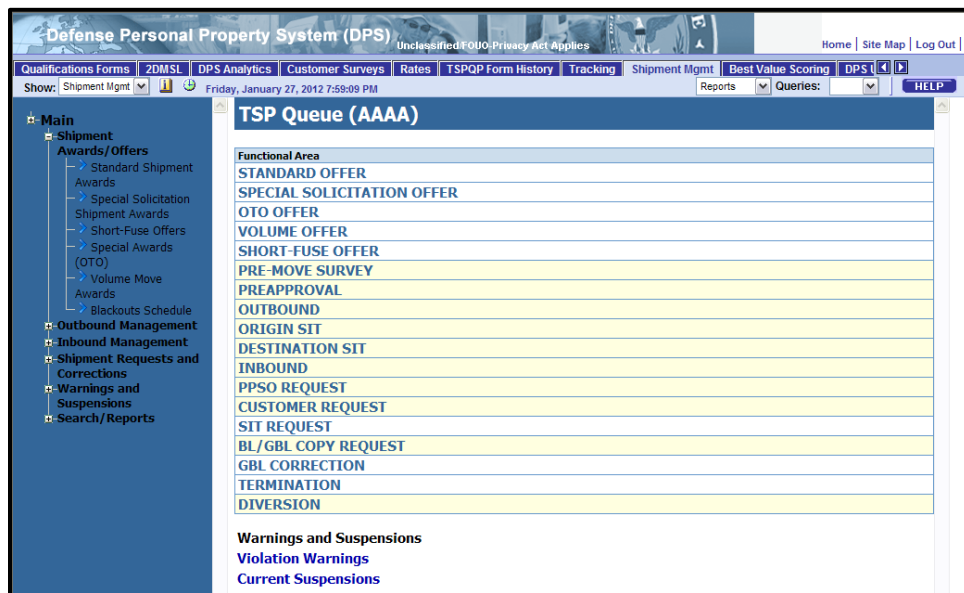 Defense Personal Property System (DPS)
Unclassified/FOUO-Privacy Act Applies
Home | Site Map | Log Out |
Qualifications Forms 2DMSL DPS Analytics Customer Surveys Rates TSPQP Form History Tracking Shipment Mgmt Best Value Scoring DPS
Show: Shipment Mgmt Friday, January 27, 2012 7:59:09 PM Reports Queries: HELP
Main
Shipment
Awards/Offers
Standard Shipment
Awards
Special Solicitation
Shipment Awards
Short-Fuse Offers
Special Awards
(OTO)
Volume Move
Awards
Blackouts Schedule
Outbound Management
Inbound Management
Shipment Requests and
Corrections
Warnings and
Suspensions
Search/Reports
TSP Queue (AAAA)
Functional Area
STANDARD OFFER
SPECIAL SOLICITATION OFFER
OTO OFFER
VOLUME OFFER
SHORT-FUSE OFFER
PRE-MOVE SURVEY
PREAPPROVAL
OUTBOUND
ORIGIN SIT
DESTINATION SIT
INBOUND
PPSO REQUEST
CUSTOMER REQUEST
SIT REQUEST
BL/GBL COPY REQUEST
GBL CORRECTION
TERMINATION
DIVERSION
Warnings and Suspensions
Violation Warnings
Current Suspensions